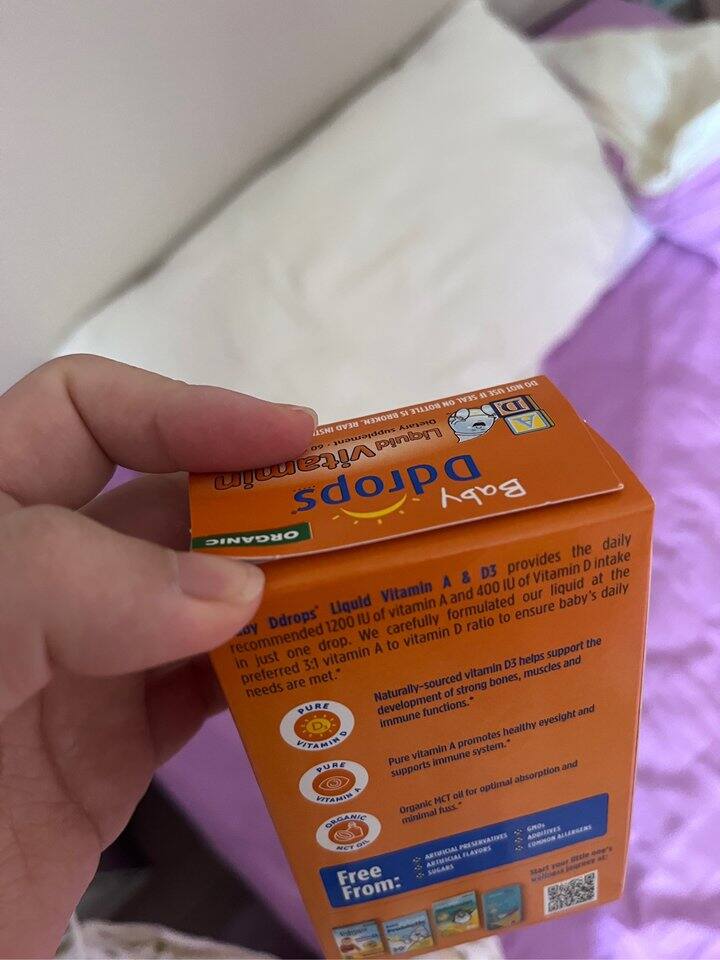 DO NOT USE IF SEAL ON BOTTLE IS BROKEN. READ
A D3
Baby
Ddrops®
Liquid Vitamin
Dietary supplement · 60
ORGANIC
Ddrops® Liquid Vitamin A & D3 provides the daily
recommended 1200 IU of vitamin A and 400 IU of Vitamin D intake
in just one drop. We carefully formulated our liquid at the
preferred 3:1 vitamin A to vitamin D ratio to ensure baby's daily
needs are met.*
PURE
D3
VITAMIN D
Naturally-sourced vitamin D3 helps support the
development of strong bones, muscles and
immune functions.*
PURE
VITAMIN A
Pure vitamin A promotes healthy eyesight and
supports immune system.*
ORGANIC
MCT OIL
Organic MCT oil for optimal absorption and
minimal fuss.*
Free
From:
ARTIFICIAL PRESERVATIVES
ARTIFICIAL FLAVORS
SUGARS
GMOs
ADDITIVES
COMMON ALLERGENS
Start your little one's
wellness journey at: